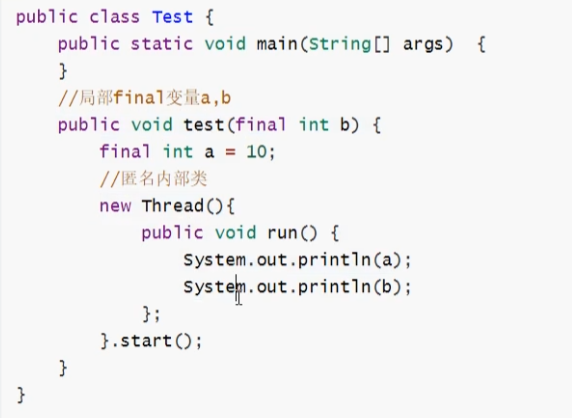 public class Test {
    public static void main(String[] args)  {
    }
    //局部final变量a,b
    public void test(final int b) {
        final int a = 10;
        //匿名内部类
        new Thread(){
            public void run() {
                System.out.println(a);
                System.out.println(b);
            };
        }.start();
    }
}